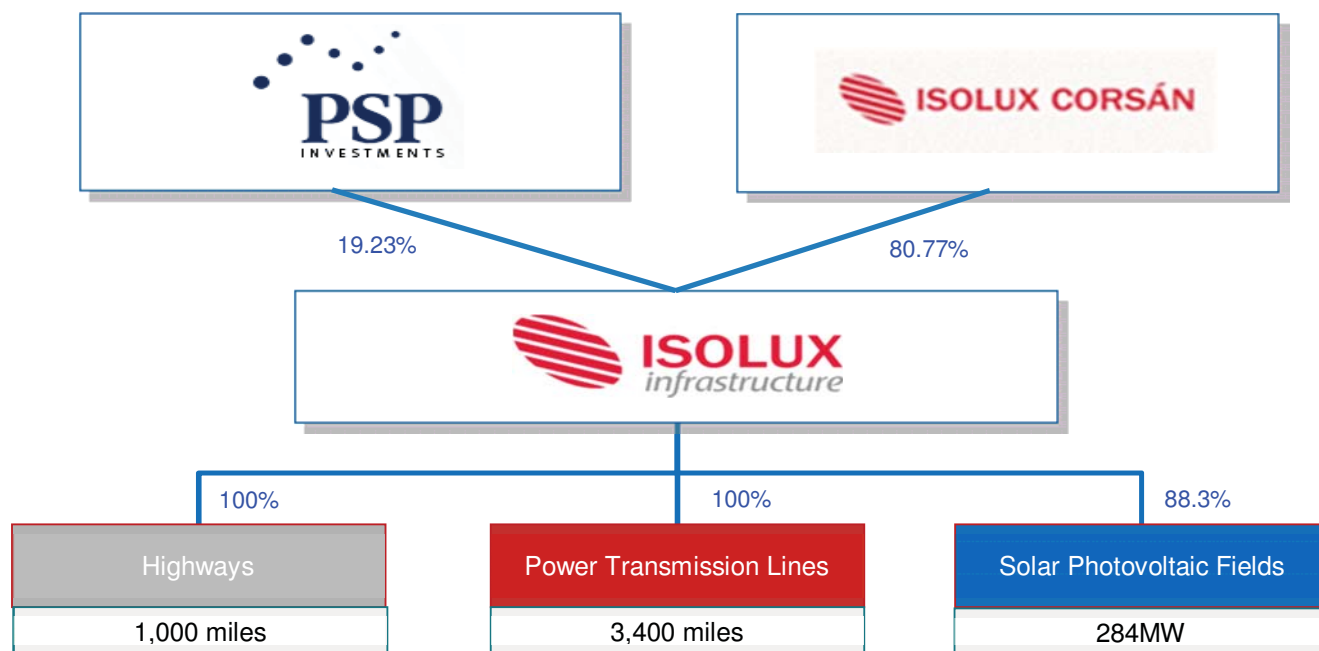 PSP
INVESTMENTS
ISOLUX CORSÁN
19.23%
80.77%
ISOLUX
infrastructure
100%
100%
88.3%
Highways
Power Transmission Lines
Solar Photovoltaic Fields
1,000 miles
3,400 miles
284MW